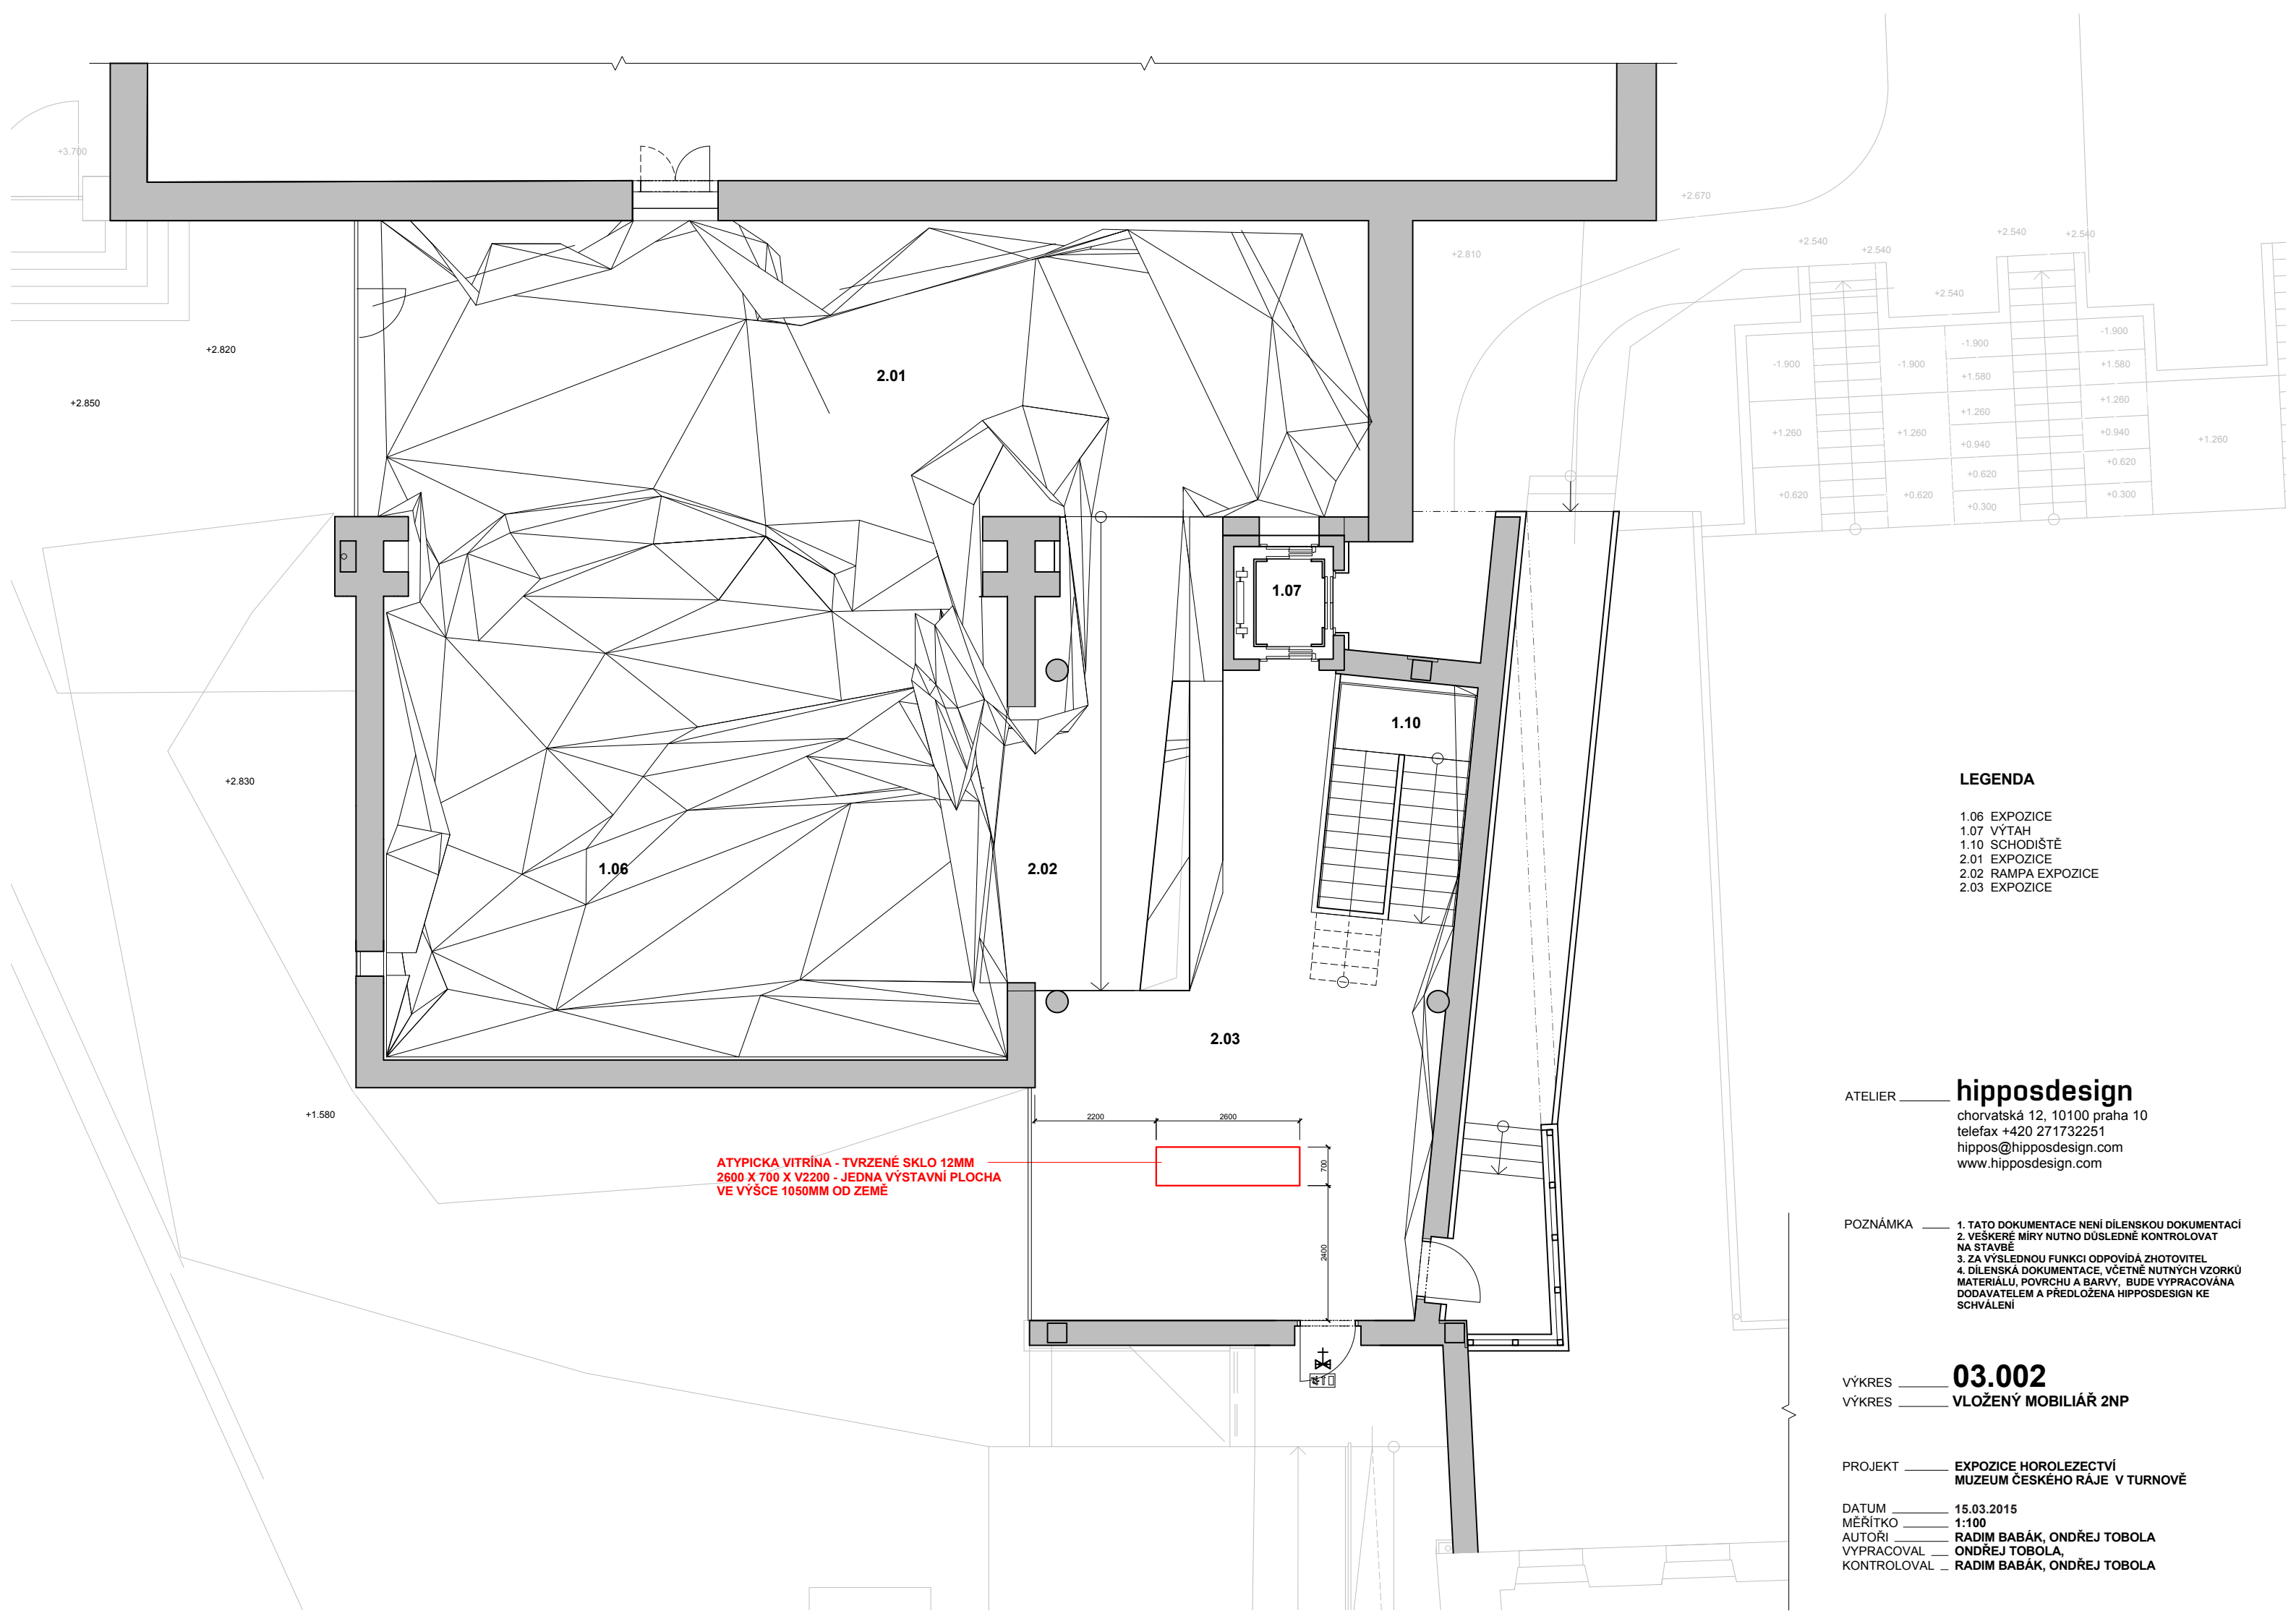 +3.700
+2.670
+2.540
+2.540
+2.540
+2.540
+2.810
+2.540
+2.820
2.01
-1.900
-1.900
-1.900
-1.900
+1.580
+1.580
+2.850
+1.260
+1.260
+1.260
+1.260
+0.940
+0.940
+1.260
+0.620
+0.620
+0.620
+0.620
+0.300
+0.300
1.07
1.10
+2.830
1.06
2.02
LEGENDA
1.06 EXPOZICE
1.07 VÝTAH
1.10 SCHODIŠTĚ
2.01 EXPOZICE
2.02 RAMPA EXPOZICE
2.03 EXPOZICE
2.03
+1.580
2200
2600
700
2400
ATYPICKA VITRÍNA - TVRZENÉ SKLO 12MM
2600 X 700 X V2200 - JEDNA VÝSTAVNÍ PLOCHA
VE VÝŠCE 1050MM OD ZEMĚ
ATELIER hipposdesign
chorvatská 12, 10100 praha 10
telefax +420 271732251
hippos@hipposdesign.com
www.hipposdesign.com
POZNÁMKA 1. TATO DOKUMENTACE NENÍ DÍLENSKOU DOKUMENTACÍ
2. VEŠKERÉ MÍRY NUTNO DŮSLEDNĚ KONTROLOVAT
NA STAVBĚ
3. ZA VÝSLEDNOU FUNKCI ODPOVÍDÁ ZHOTOVITEL
4. DÍLENSKÁ DOKUMENTACE, VČETNĚ NUTNÝCH VZORKŮ
MATERIÁLU, POVRCHU A BARVY, BUDE VYPRACOVÁNA
DODAVATELEM A PŘEDLOŽENA HIPPOSDESIGN KE
SCHVÁLENÍ
VÝKRES 03.002
VÝKRES VLOŽENÝ MOBILIÁŘ 2NP
PROJEKT EXPOZICE HOROLEZECTVÍ
MUZEUM ČESKÉHO RÁJE V TURNOVĚ
DATUM 15.03.2015
MĚŘÍTKO 1:100
AUTOŘI RADIM BABÁK, ONDŘEJ TOBOLA
VYPRACOVAL ONDŘEJ TOBOLA,
KONTROLOVAL RADIM BABÁK, ONDŘEJ TOBOLA